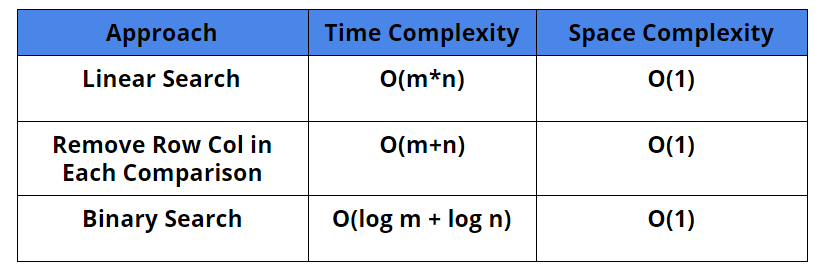 Approach Time Complexity Space Complexity
Linear Search O(m*n) O(1)
Remove Row Col in O(m+n) O(1)
Each Comparison
Binary Search O(log m + log n) O(1)